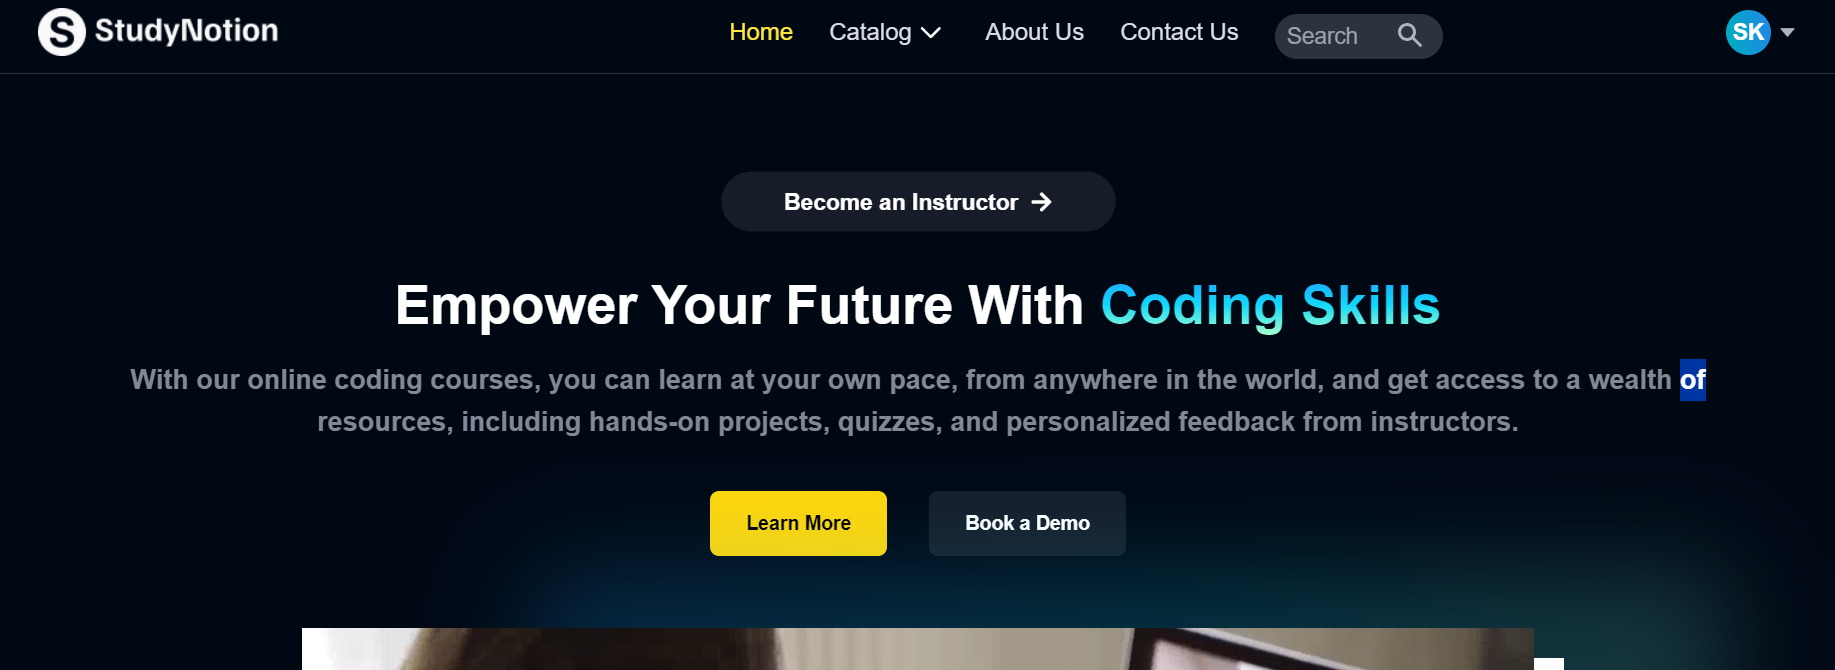 S StudyNotion Home Catalog About Us Contact Us Search SK
Become an Instructor
Empower Your Future With Coding Skills
With our online coding courses, you can learn at your own pace, from anywhere in the world, and get access to a wealth of
resources, including hands-on projects, quizzes, and personalized feedback from instructors.
Learn More Book a Demo